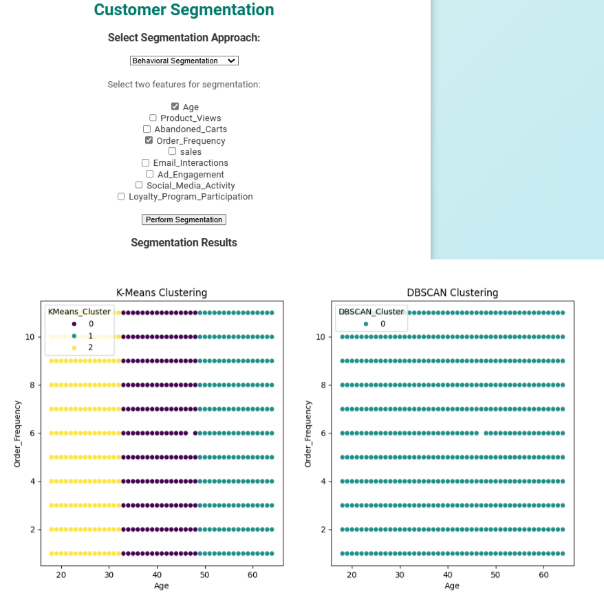 Customer Segmentation
Select Segmentation Approach:
Behavioral Segmentation
Select two features for segmentation:
Age
Product_Views
Abandoned_Carts
Order_Frequency
sales
Email_Interactions
Ad_Engagement
Social_Media_Activity
Loyalty_Program_Participation
Perform Segmentation
Segmentation Results
K-Means Clustering
KMeans_Cluster
0
1
2
10
8
6
4
2
Order_Frequency
20 30 40 50 60
Age
DBSCAN Clustering
DBSCAN_Cluster
0
10
8
6
4
2
Order_Frequency
20 30 40 50 60
Age